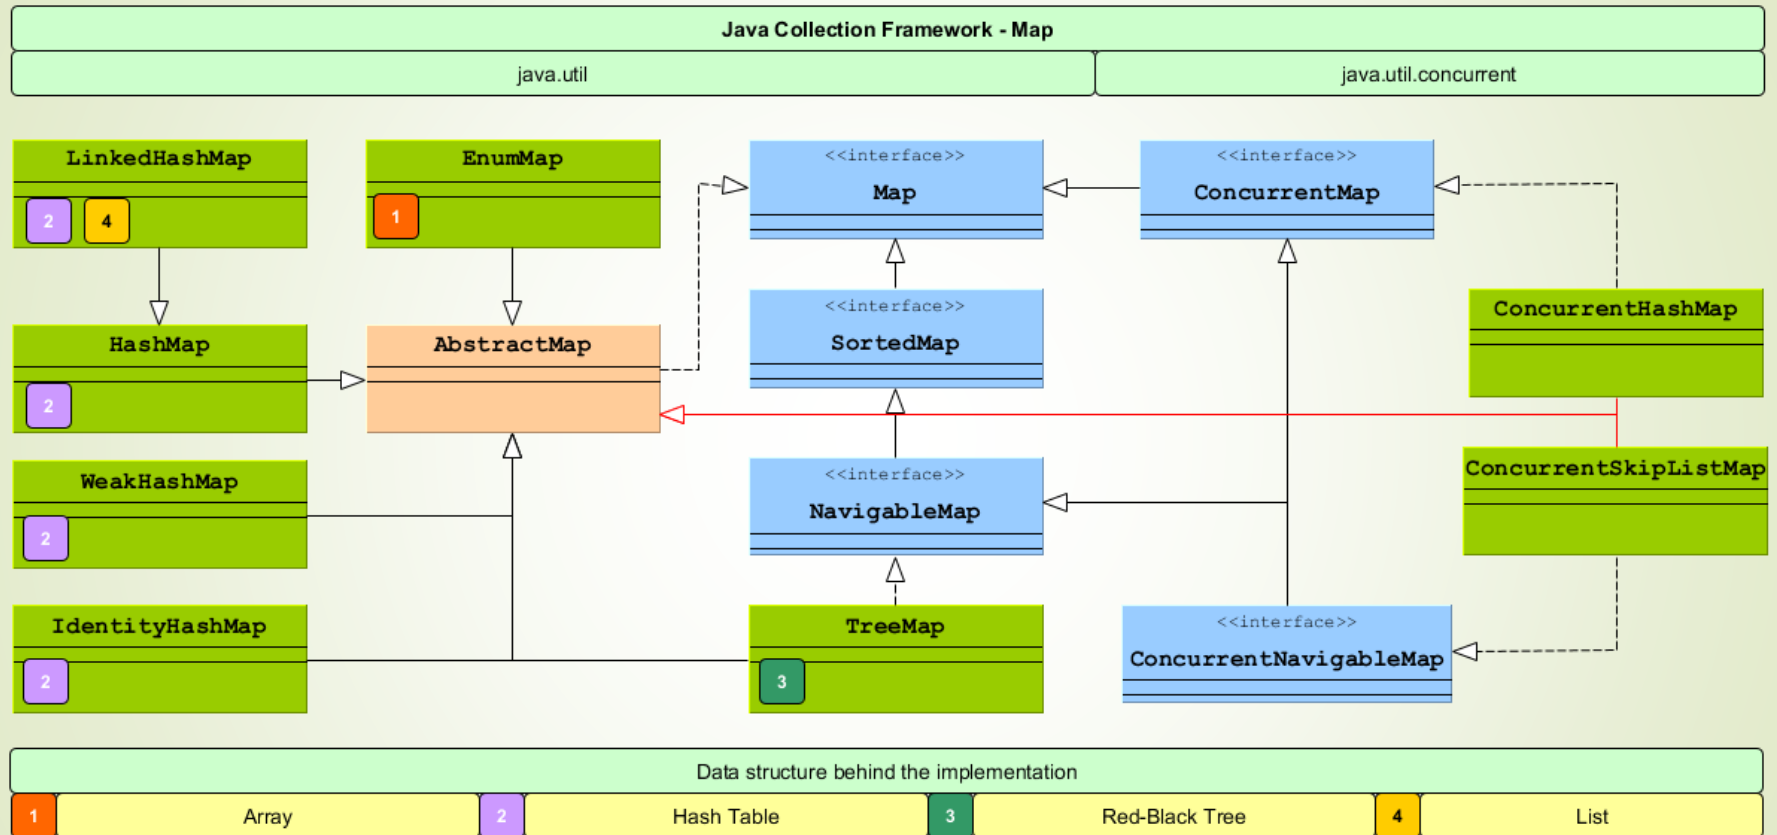 Java Collection Framework - Map
java.util
java.util.concurrent
LinkedHashMap
2 4
EnumMap
1
<<interface>>
Map
<<interface>>
ConcurrentMap
<<interface>>
SortedMap
ConcurrentHashMap
HashMap
2
AbstractMap
WeakHashMap
2
<<interface>>
NavigableMap
ConcurrentSkipListMap
IdentityHashMap
2
TreeMap
3
<<interface>>
ConcurrentNavigableMap
Data structure behind the implementation
1 Array 2 Hash Table 3 Red-Black Tree 4 List